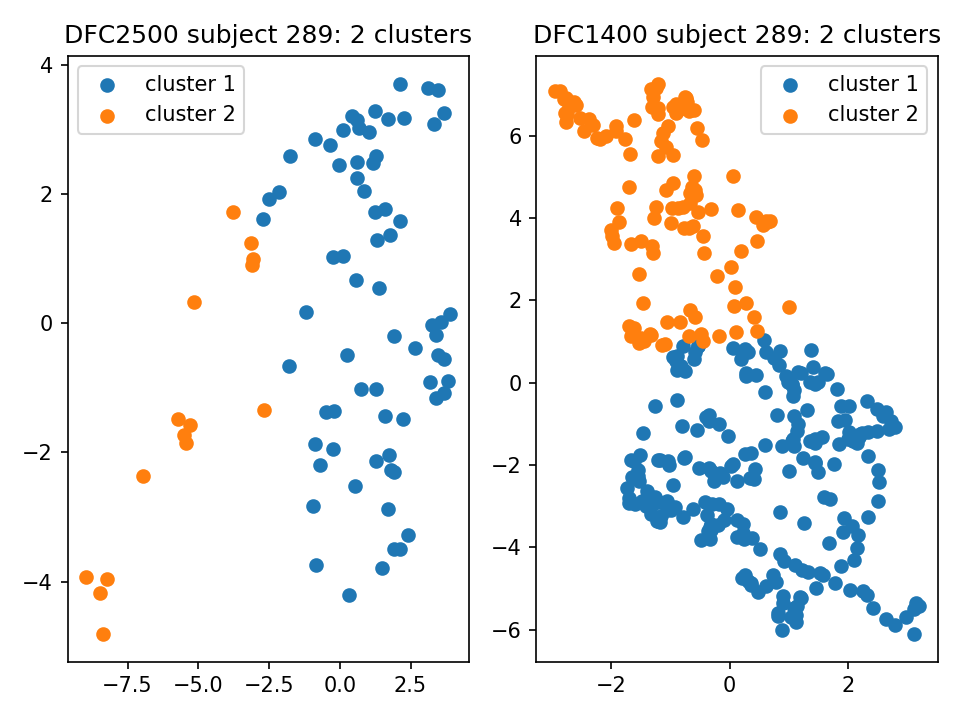 DFC2500 subject 289: 2 clusters
cluster 1
cluster 2
4
2
0
−2
−4
−7.5 −5.0 −2.5 0.0 2.5
DFC1400 subject 289: 2 clusters
cluster 1
cluster 2
6
4
2
0
−2
−4
−6
−2 0 2